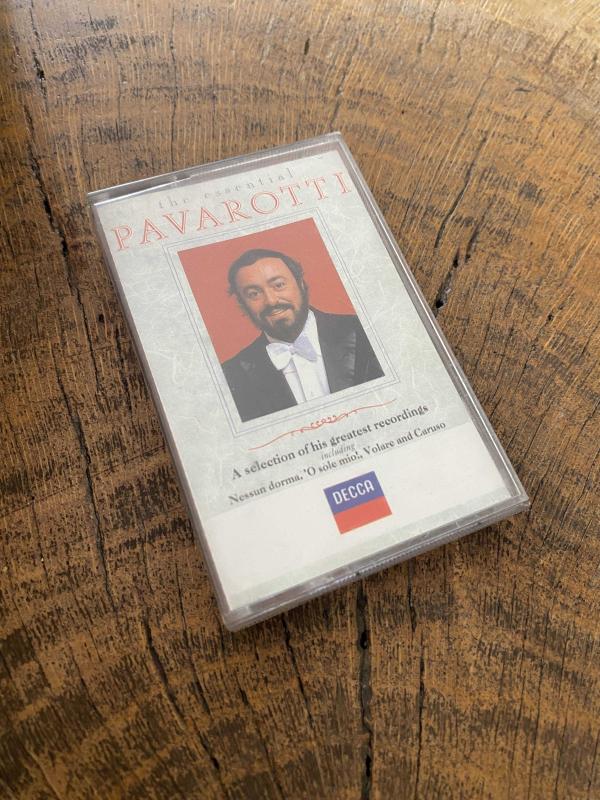 the essential
PAVAROTTI
A selection of his greatest recordings
including
Nessun dorma, 'O sole mio!, Volare and Caruso
DECCA